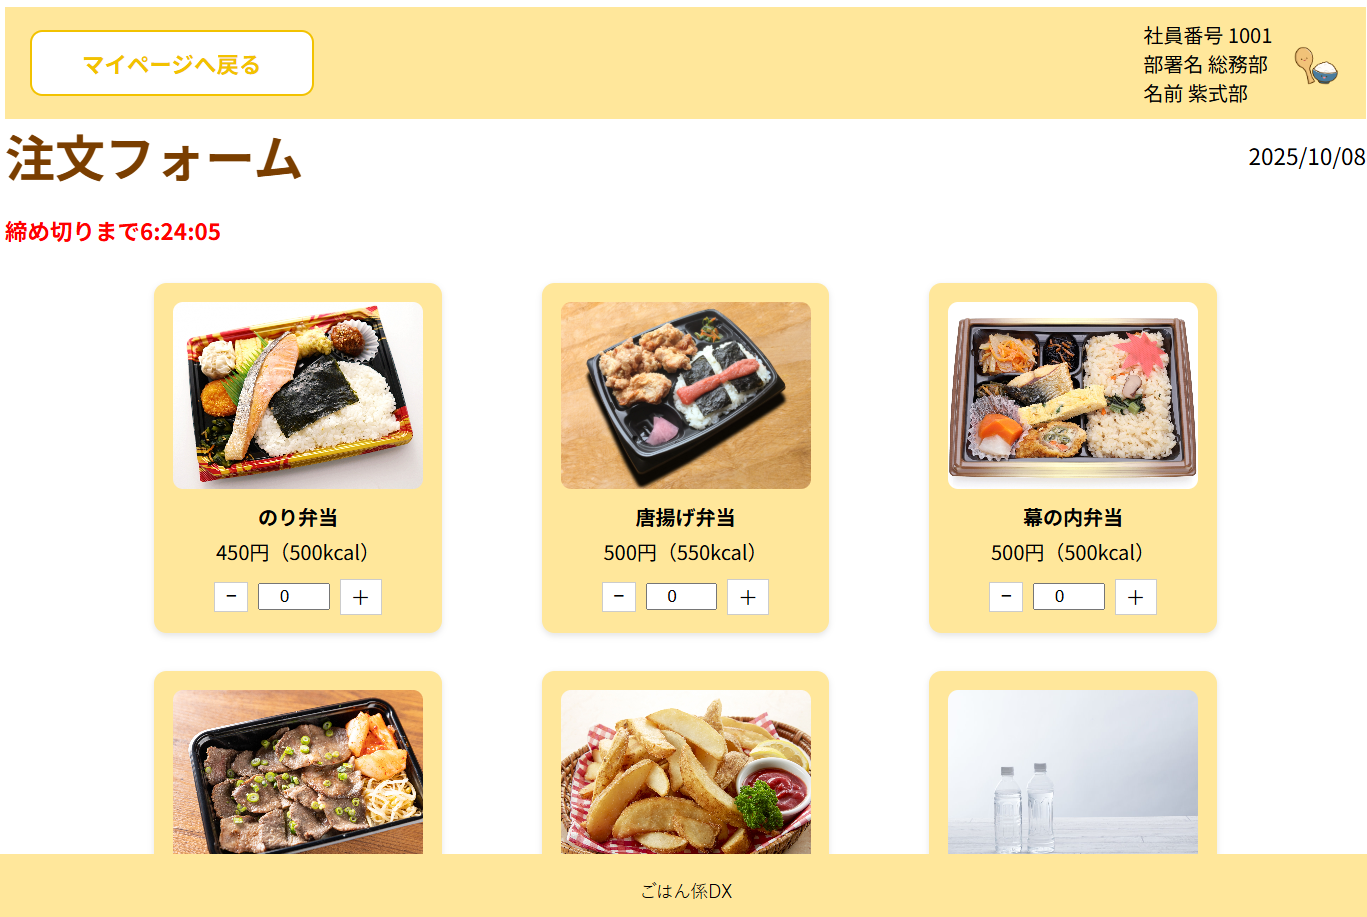 マイページへ戻る
社員番号 1001
部署名 総務部
名前 紫式部
注文フォーム
2025/10/08
締め切りまで6:24:05
のり弁当
450円（500kcal）
- 0 +
唐揚げ弁当
500円（550kcal）
- 0 +
幕の内弁当
500円（500kcal）
- 0 +
ごはん係DX